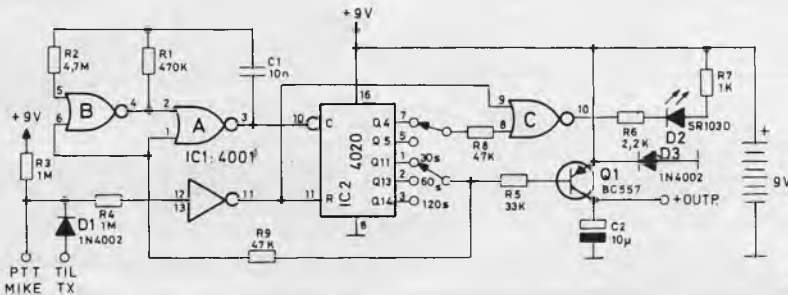 +9V
R2
4,7M
R1
470K
C1
10n
5
6
B
4
2
1
A
3
IC1: 4001
+9V
R3
1M
R4
1M
12
13
11
D1
1N4002
PTT
MIKE
TIL
TX
R9
47K
16
10
C
4020
IC2
11
R
8
Q4
7
Q5
5
Q11
1
30s
Q13
2
60s
Q14
3
120s
R8
47K
9
8
C
10
R6
2,2K
D2
SR1030
R7
1K
D3
1N4002
Q1
BC557
R5
33K
+OUTP.
C2
10µ
+
9V